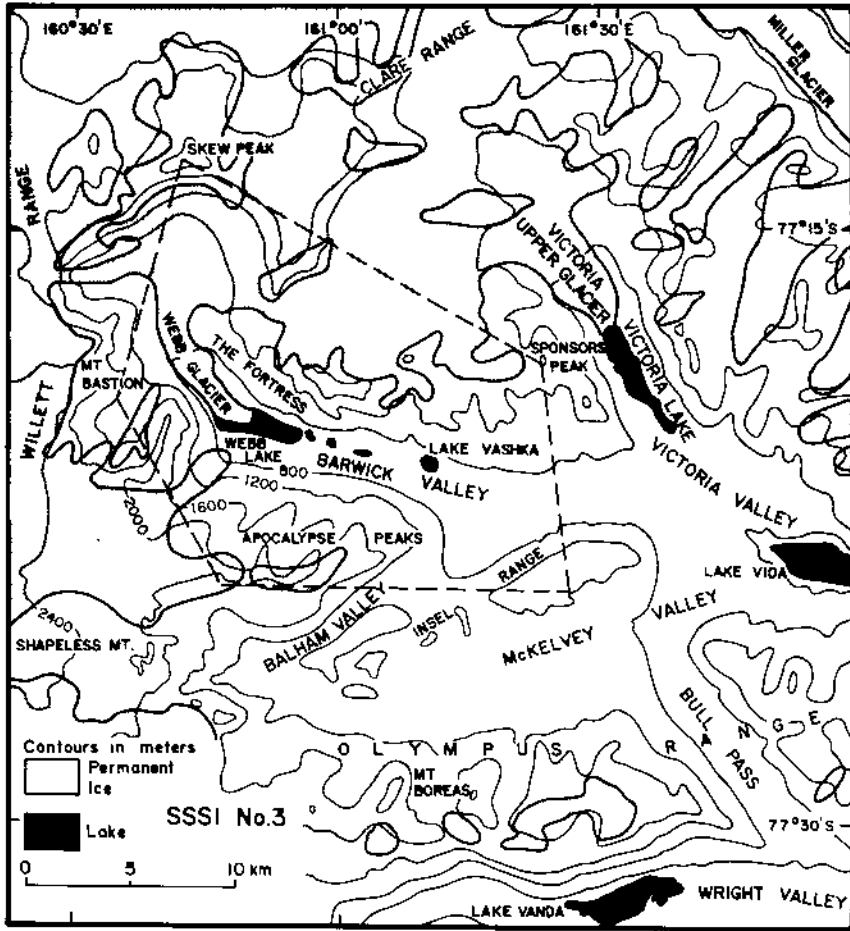 160°30'E
161°00'
161°30'E
CLARE RANGE
MILLER GLACIER
SKEW PEAK
RANGE
77°15'S
VICTORIA
UPPER GLACIER
WEBB GLACIER
THE FORTRESS
VICTORIA LAKE
SPONSORS
PEAK
MT
BASTION
WILLETT
WEBB
LAKE
LAKE VASHKA
BARWICK
VALLEY
VICTORIA VALLEY
800
1200
1600
2000
APOCALYPSE PEAKS
RANGE
LAKE VIDA
2400
BALHAM VALLEY
INSEL
VALLEY
SHAPELESS MT.
McKELVEY
BULL
PASS
OLYMPUS R NGE
Contours in meters
Permanent
Ice
MT
BOREAS
Lake
SSSI No.3
77°30'S
0 5 10 km
WRIGHT VALLEY
LAKE VANDA